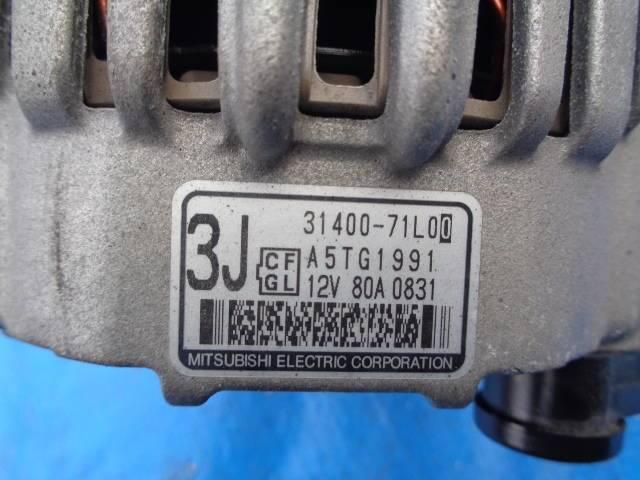 3J
31400-71L00
CF
GL
A5TG1991
12V 80A 0831
MITSUBISHI ELECTRIC CORPORATION